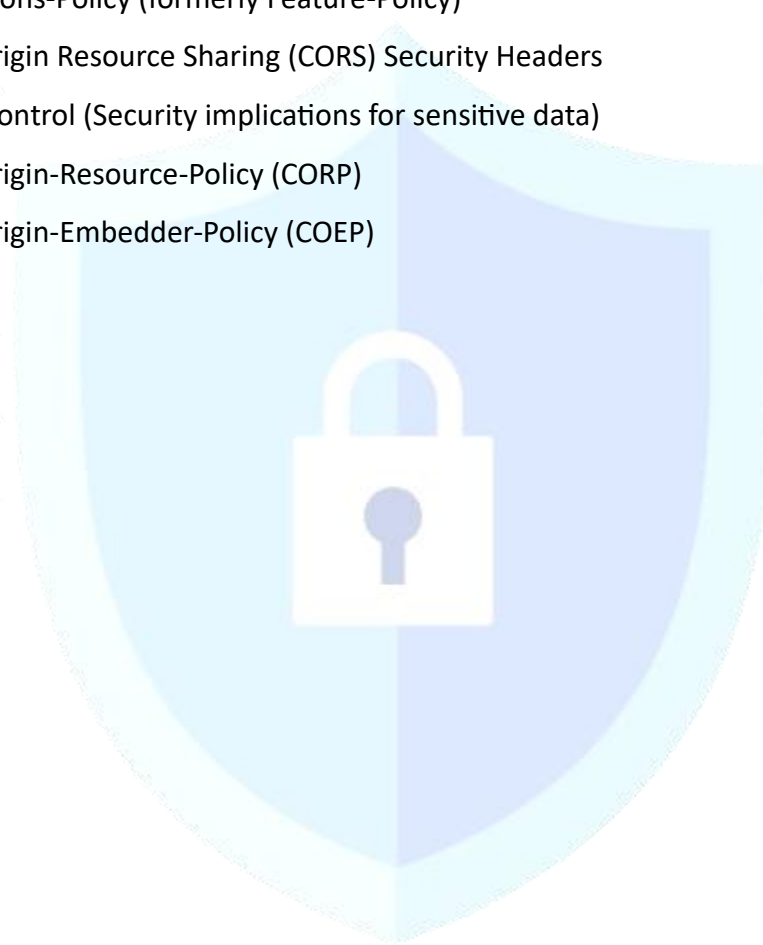 ons-Policy (formerly Feature-Policy)
rigin Resource Sharing (CORS) Security Headers
ontrol (Security implications for sensitive data)
rigin-Resource-Policy (CORP)
rigin-Embedder-Policy (COEP)